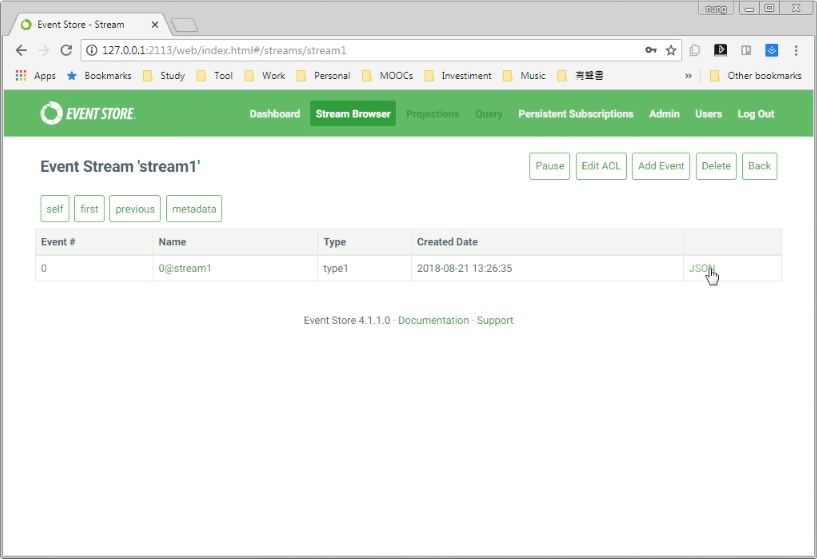 nung
Event Store - Stream
127.0.0.1:2113/web/index.html#/streams/stream1
Apps Bookmarks Study Tool Work Personal MOOCs Investiment Music 有聲書 » Other bookmarks
EVENT STORE Dashboard Stream Browser Projections Query Persistent Subscriptions Admin Users Log Out
Event Stream 'stream1' Pause Edit ACL Add Event Delete Back
self first previous metadata
Event # Name Type Created Date
0 0@stream1 type1 2018-08-21 13:26:35 JSON
Event Store 4.1.1.0 · Documentation · Support